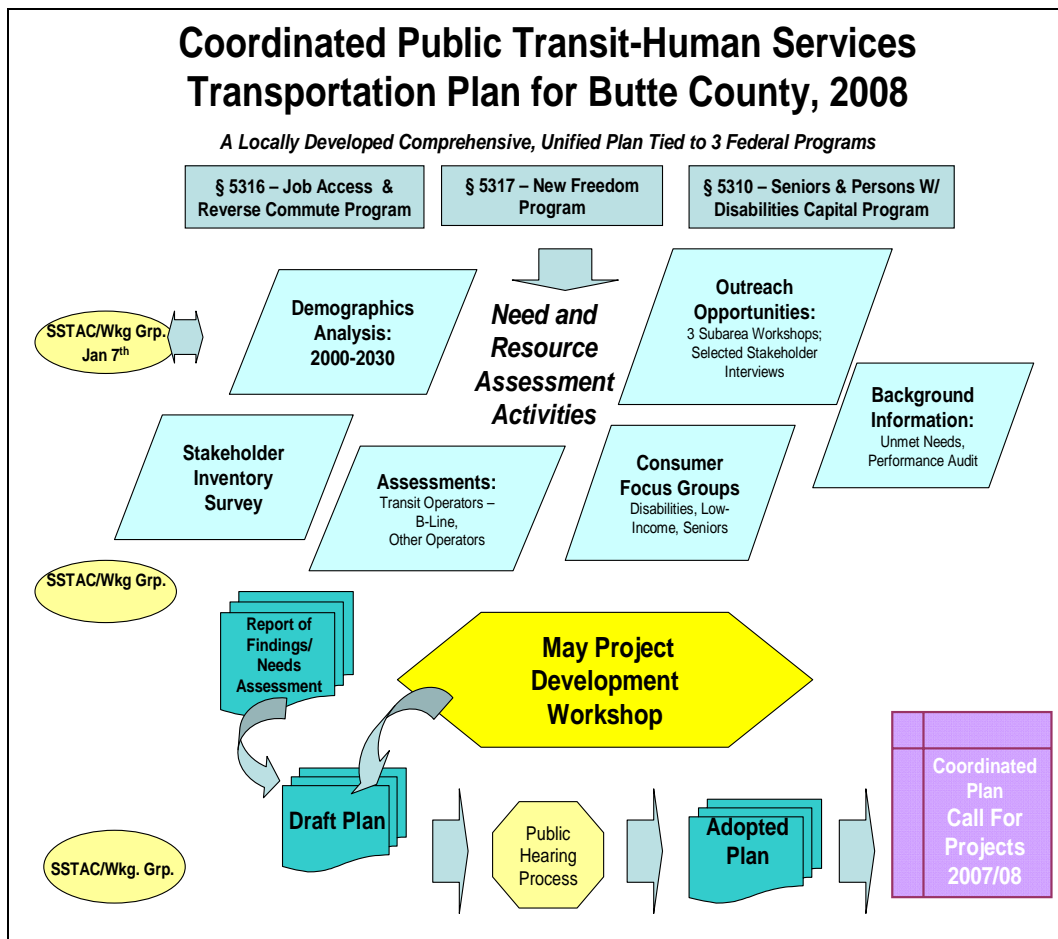 Coordinated Public Transit-Human Services
Transportation Plan for Butte County, 2008
A Locally Developed Comprehensive, Unified Plan Tied to 3 Federal Programs
§ 5316 – Job Access &
Reverse Commute Program
§ 5317 – New Freedom
Program
§ 5310 – Seniors & Persons W/
Disabilities Capital Program
SSTAC/Wkg Grp.
Jan 7th
Demographics
Analysis:
2000-2030
Need and
Resource
Assessment
Activities
Outreach
Opportunities:
3 Subarea Workshops;
Selected Stakeholder
Interviews
Background
Information:
Unmet Needs,
Performance Audit
Stakeholder
Inventory
Survey
Assessments:
Transit Operators –
B-Line,
Other Operators
Consumer
Focus Groups
Disabilities, Low-
Income, Seniors
SSTAC/Wkg Grp.
Report of
Findings/
Needs
Assessment
May Project
Development
Workshop
SSTAC/Wkg. Grp.
Draft Plan
Public
Hearing
Process
Adopted
Plan
Coordinated
Plan
Call For
Projects
2007/08